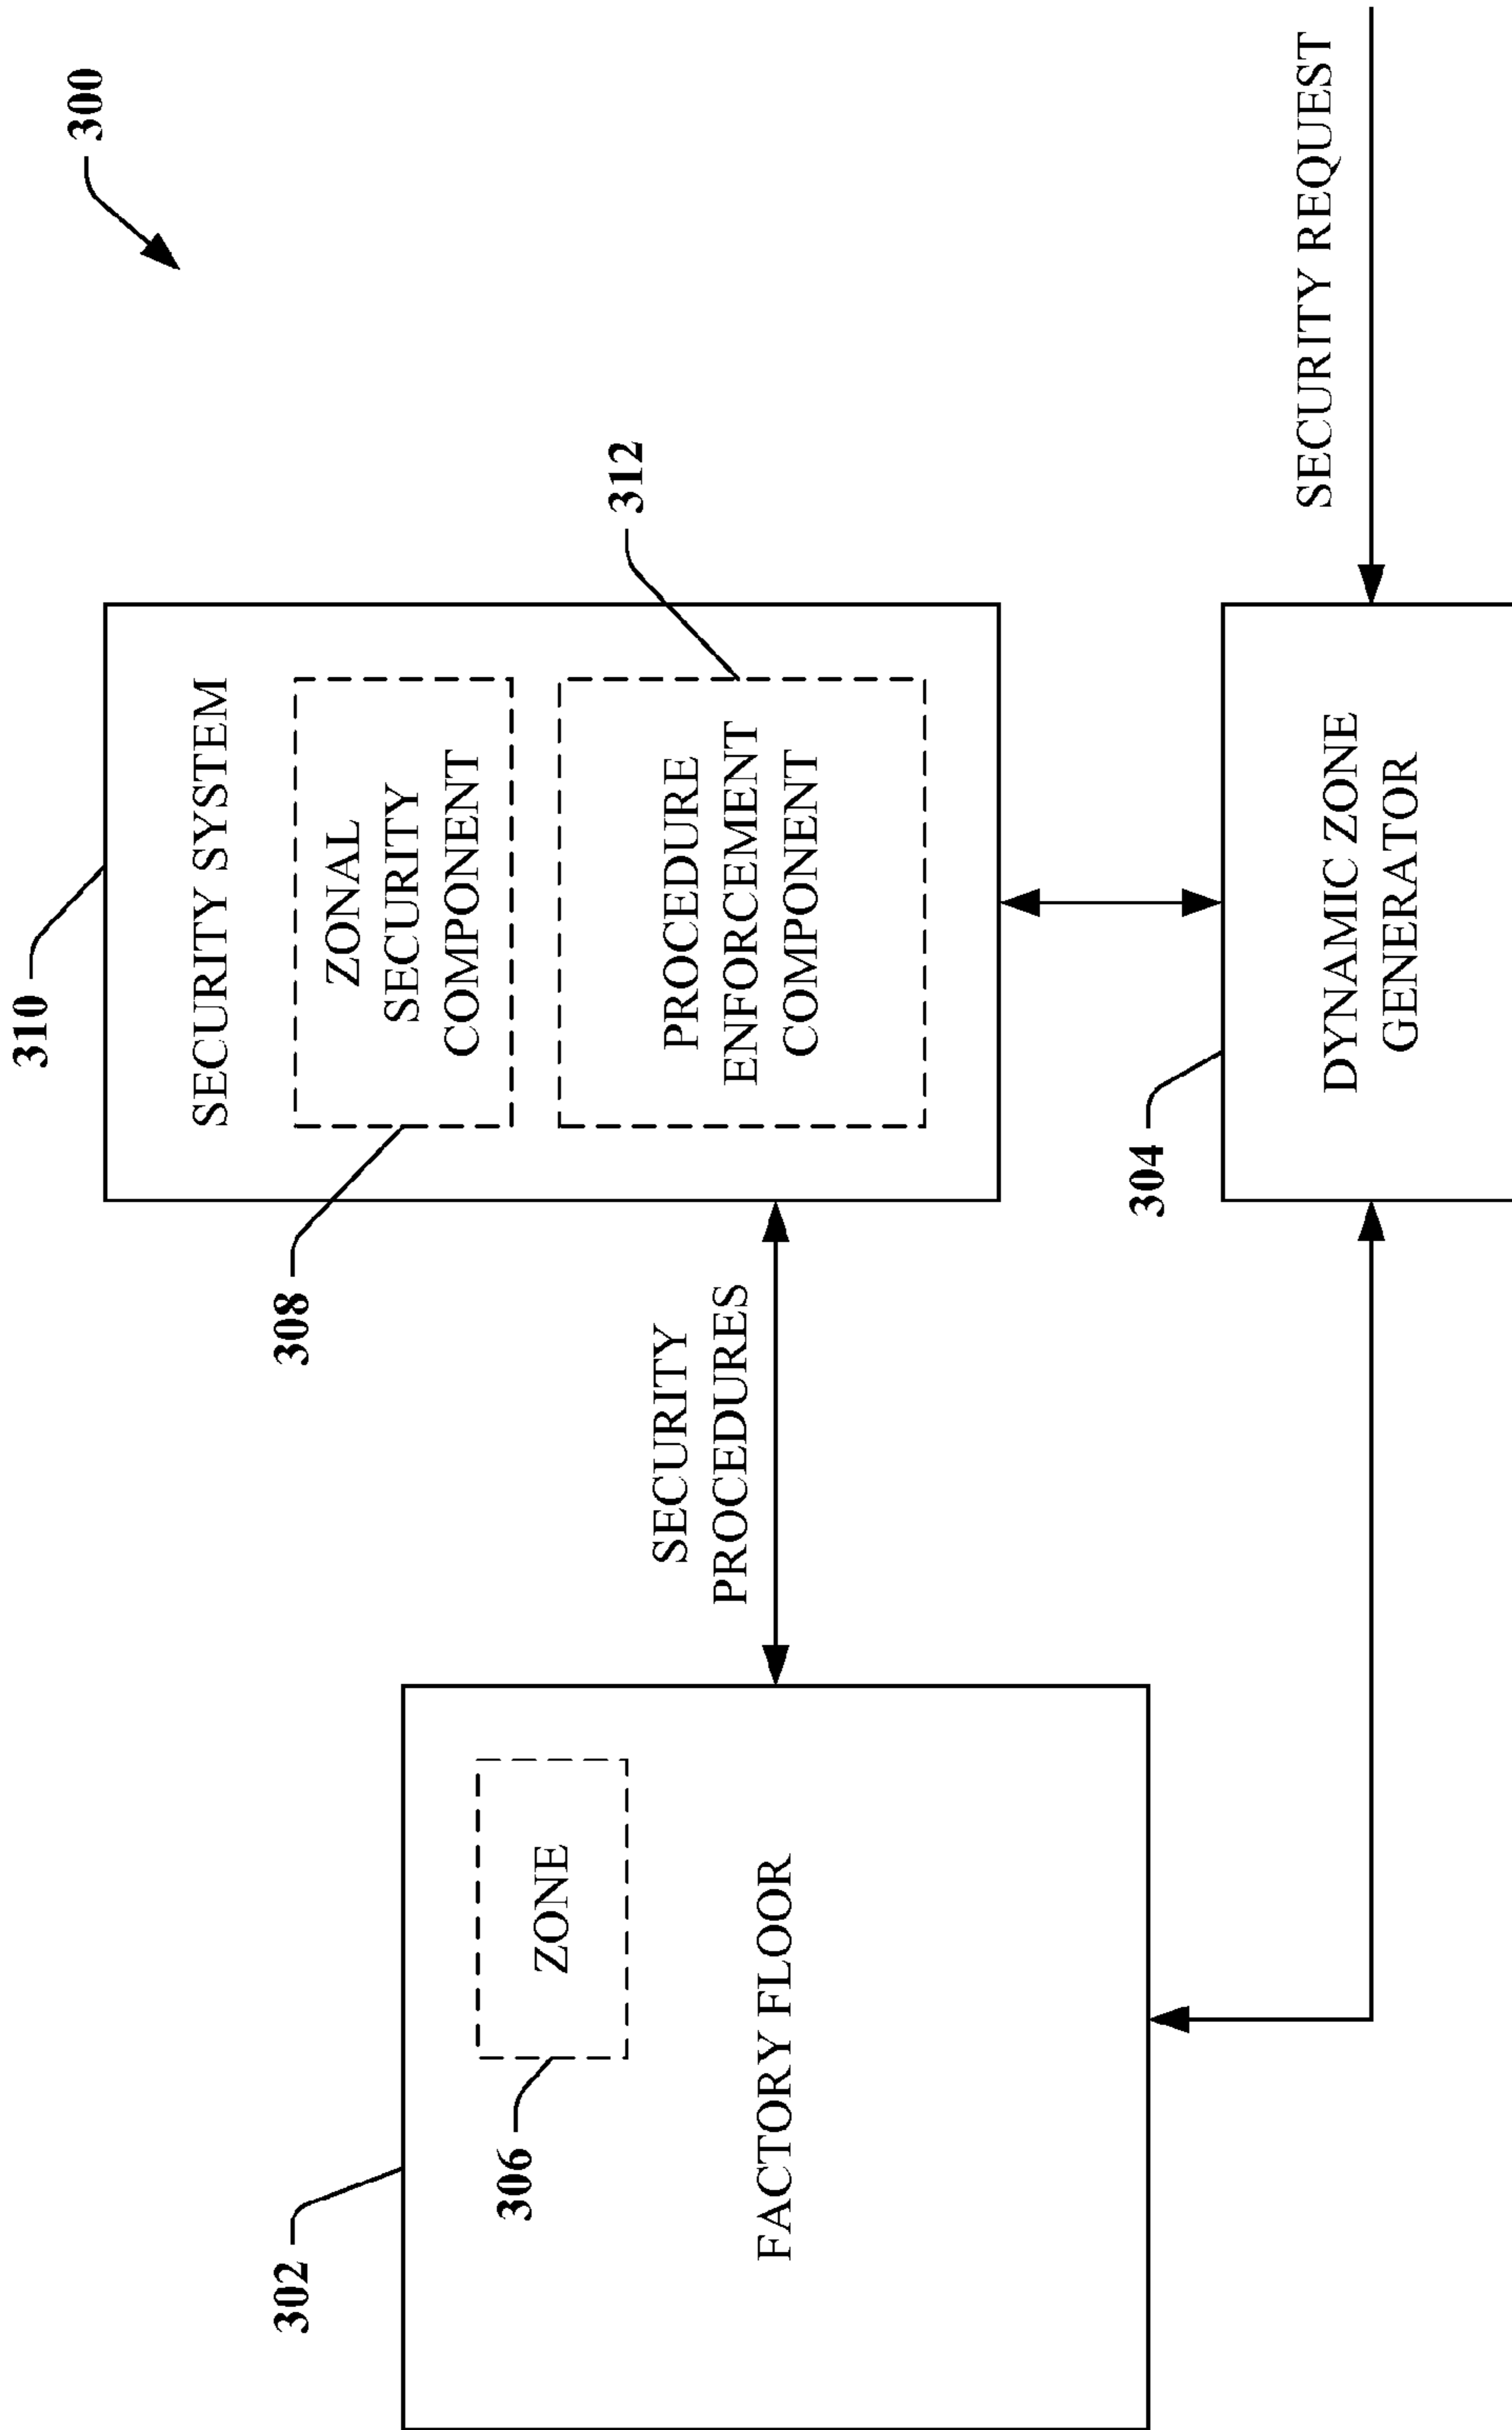 300
310
SECURITY SYSTEM
308
ZONAL
SECURITY
COMPONENT
312
PROCEDURE
ENFORCEMENT
COMPONENT
302
306
ZONE
FACTORY FLOOR
SECURITY
PROCEDURES
304
DYNAMIC ZONE
GENERATOR
SECURITY REQUEST